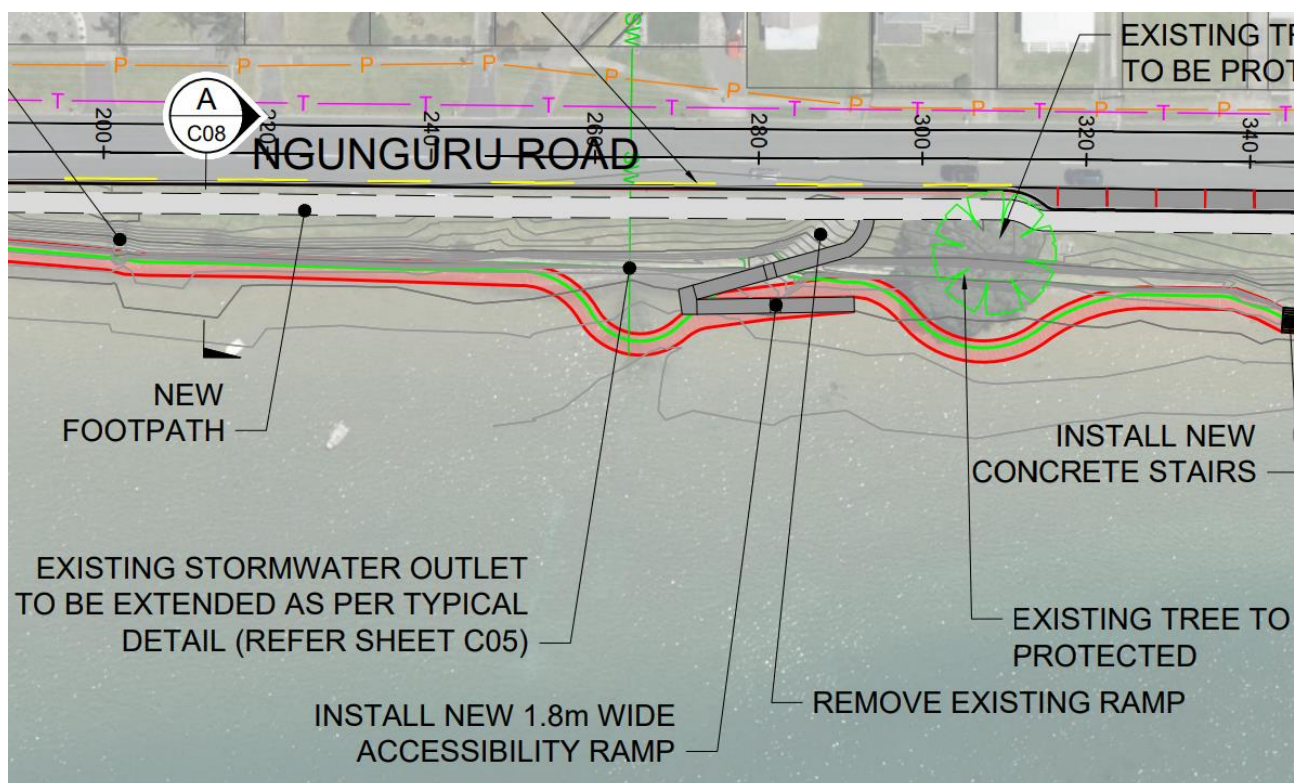 SW
EXISTING TR
TO BE PROT
P P P P P P P P P P
T T T T T T T T T T T
A
C08
200 220 240 260 280 300 320 340
NGUNGURU ROAD
SW
NEW
FOOTPATH
INSTALL NEW
CONCRETE STAIRS
EXISTING STORMWATER OUTLET
TO BE EXTENDED AS PER TYPICAL
DETAIL (REFER SHEET C05)
EXISTING TREE TO
PROTECTED
REMOVE EXISTING RAMP
INSTALL NEW 1.8m WIDE
ACCESSIBILITY RAMP